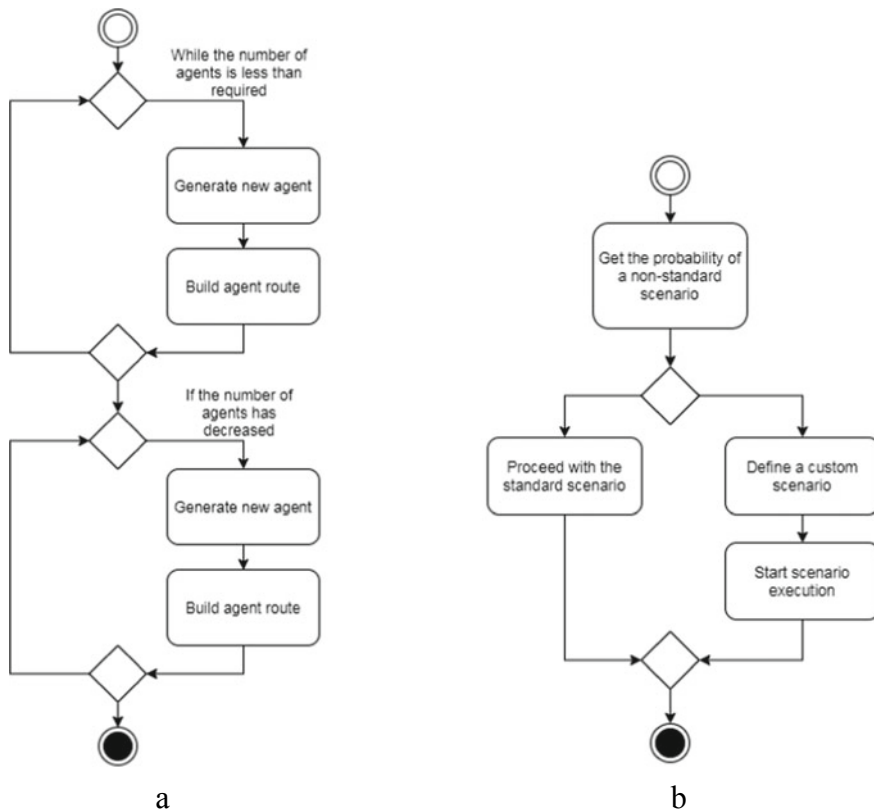 While the number of
agents is less than
required
Generate new agent
Build agent route
If the number of
agents has
decreased
Generate new agent
Build agent route
a
Get the probability of
a non-standard
scenario
Proceed with the
standard scenario
Define a custom
scenario
Start scenario
execution
b